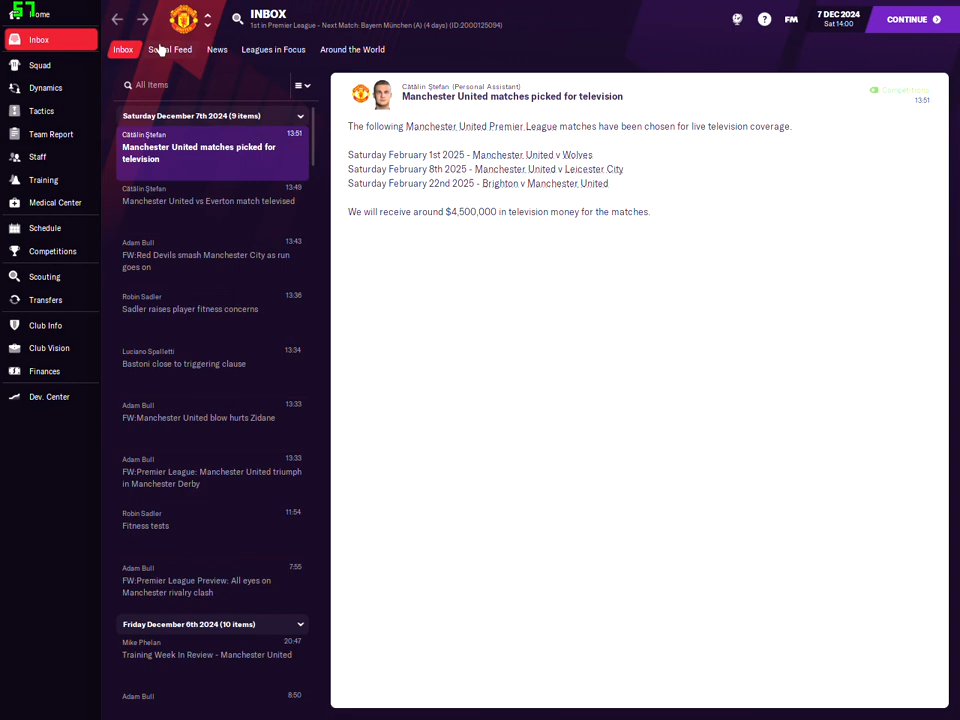 57
INBOX
1st in Premier League - Next Match: Bayern München (A) (4 days) (ID:2000125094)
FM
7 DEC 2024
Sat 14:00
CONTINUE
Inbox
News
Leagues in Focus
Around the World
Inbox
Squad
Dynamics
Tactics
Team Report
Staff
Training
Medical Center
Schedule
Competitions
Scouting
Transfers
Club Info
Club Vision
Finances
Dev. Center
All Items
Saturday December 7th 2024 (9 items)
Cătălin Ștefan 13:51
Manchester United matches picked for
television
Cătălin Ștefan 13:49
Manchester United vs Everton match televised
Adam Bull 13:43
FW:Red Devils smash Manchester City as run
goes on
Robin Sadler 13:36
Sadler raises player fitness concerns
Luciano Spalletti 13:34
Bastoni close to triggering clause
Adam Bull 13:33
FW:Manchester United blow hurts Zidane
Adam Bull 13:33
FW:Premier League: Manchester United triumph
in Manchester Derby
Robin Sadler 11:54
Fitness tests
Adam Bull 7:55
FW:Premier League Preview: All eyes on
Manchester rivalry clash
Friday December 6th 2024 (10 items)
Mike Phelan 20:47
Training Week In Review - Manchester United
Adam Bull 8:50
Cătălin Ștefan (Personal Assistant)
Manchester United matches picked for television
Competitions
13:51
The following Manchester United Premier League matches have been chosen for live television coverage.
Saturday February 1st 2025 - Manchester United v Wolves
Saturday February 8th 2025 - Manchester United v Leicester City
Saturday February 22nd 2025 - Brighton v Manchester United
We will receive around $4,500,000 in television money for the matches.